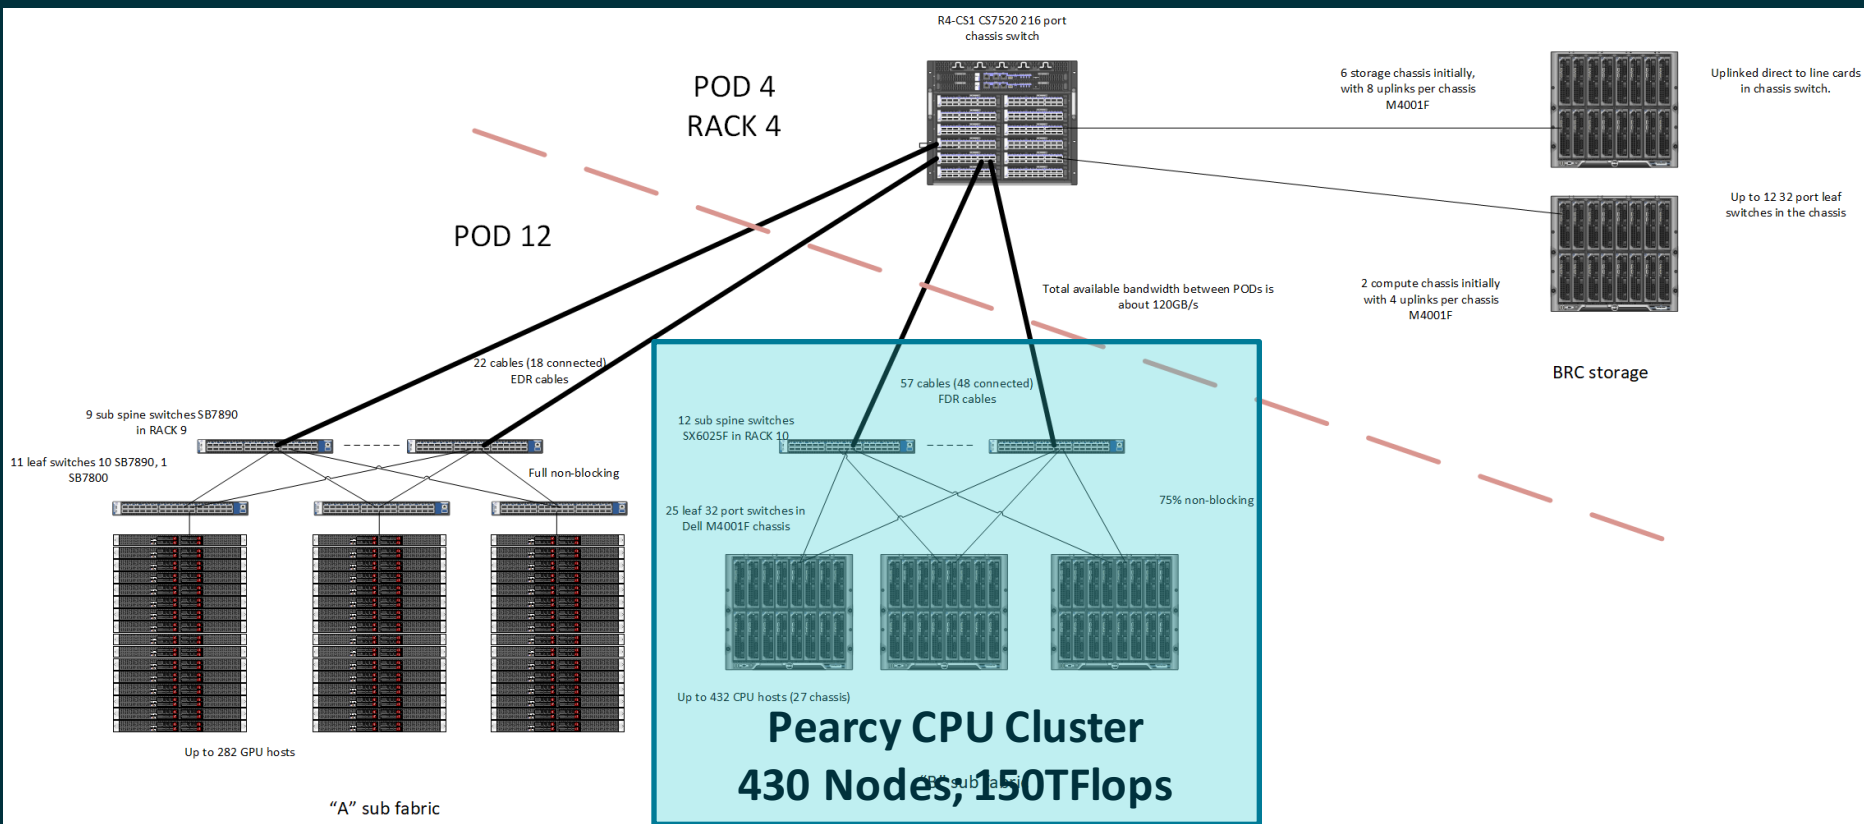 R4-CS1 CS7520 216 port
chassis switch
POD 4
RACK 4
6 storage chassis initially,
with 8 uplinks per chassis
M4001F
Uplinked direct to line cards
in chassis switch.
POD 12
Up to 12 32 port leaf
switches in the chassis
Total available bandwidth between PODs is
about 120GB/s
2 compute chassis initially
with 4 uplinks per chassis
M4001F
BRC storage
22 cables (18 connected)
EDR cables
57 cables (48 connected)
FDR cables
9 sub spine switches SB7890
in RACK 9
12 sub spine switches
SX6025F in RACK 10
11 leaf switches 10 SB7890, 1
SB7800
Full non-blocking
75% non-blocking
25 leaf 32 port switches in
Dell M4001F chassis
Up to 432 CPU hosts (27 chassis)
Up to 282 GPU hosts
Pearcy CPU Cluster
430 Nodes, 150TFlops
"B" sub fabric
"A" sub fabric